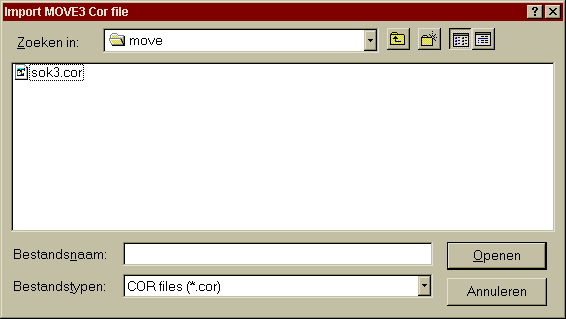 Import MOVE3 Cor file
Zoeken in: move
sok3.cor
Bestandsnaam:
Openen
Bestandstypen: COR files (*.cor)
Annuleren